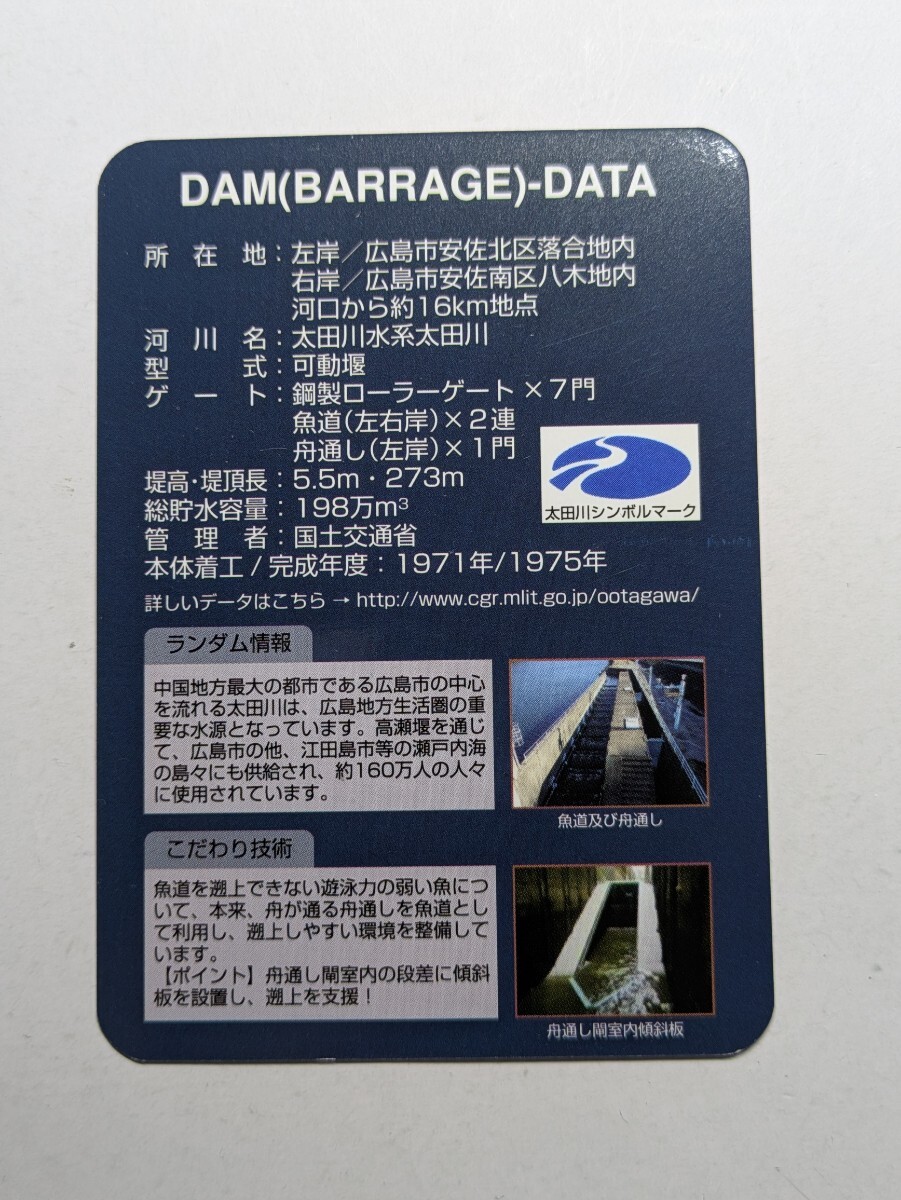 DAM(BARRAGE)-DATA
所在地：左岸／広島市安佐北区落合地内
右岸／広島市安佐南区八木地内
河口から約16km地点
河川名：太田川水系太田川
型式：可動堰
ゲート：鋼製ローラーゲート×7門
魚道(左右岸)×2連
舟通し(左岸)×1門
堤高・堤頂長：5.5m・273m
総貯水容量：198万m³
管理者：国土交通省
本体着工/完成年度：1971年/1975年
太田川シンボルマーク
詳しいデータはこちら→http://www.cgr.mlit.go.jp/ootagawa/
ランダム情報
中国地方最大の都市である広島市の中心
を流れる太田川は、広島地方生活圏の重
要な水源となっています。高瀬堰を通じ
て、広島市の他、江田島市等の瀬戸内海
の島々にも供給され、約160万人の人々
に使用されています。
魚道及び舟通し
こだわり技術
魚道を遡上できない遊泳力の弱い魚につ
いて、本来、舟が通る舟通しを魚道とし
て利用し、遡上しやすい環境を整備して
います。
【ポイント】舟通し閘室内の段差に傾斜
板を設置し、遡上を支援！
舟通し閘室内傾斜板